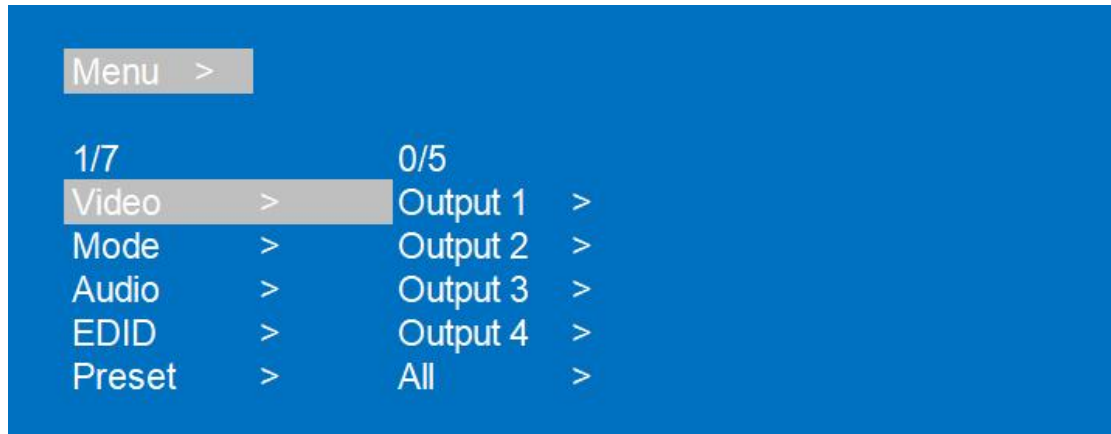 Menu >
1/7 0/5
Video > Output 1 >
Mode > Output 2 >
Audio > Output 3 >
EDID > Output 4 >
Preset > All >